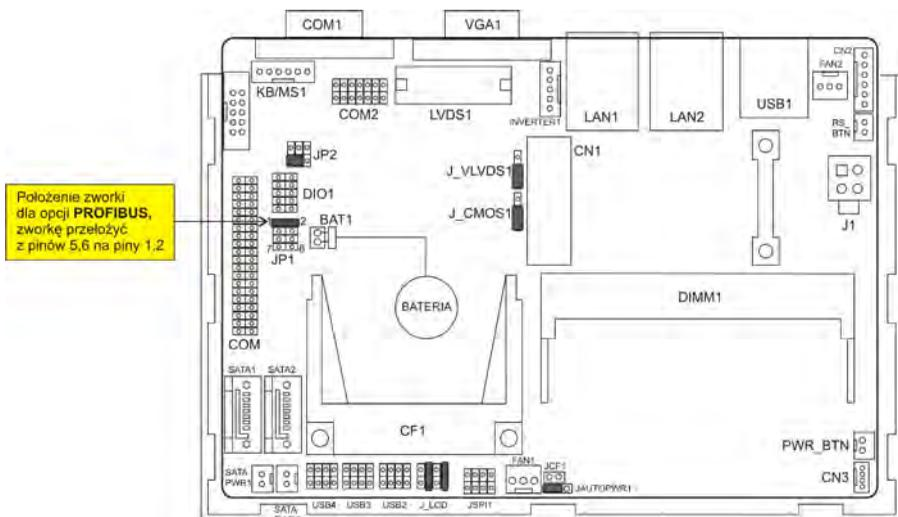 COM1
VGA1
KB/MS1
COM2
LVDS1
INVERTER1
LAN1
LAN2
USB1
FAN2
CN2
RS_
BTN
JP2
J_VLVDS1
CN1
DIO1
J_CMOS1
J1
Położenie zworki
dla opcji PROFIBUS,
zworkę przełożyć
z pinów 5,6 na piny 1,2
1 2
BAT1
7 8
JP1
BATERIA
DIMM1
COM
SATA1
SATA2
CF1
PWR_BTN
SATA
PWR1
FAN1
JCF1
CN3
JAUTOPWR1
USB4
USB3
USB2
J_LCD
JSPI1
SATA